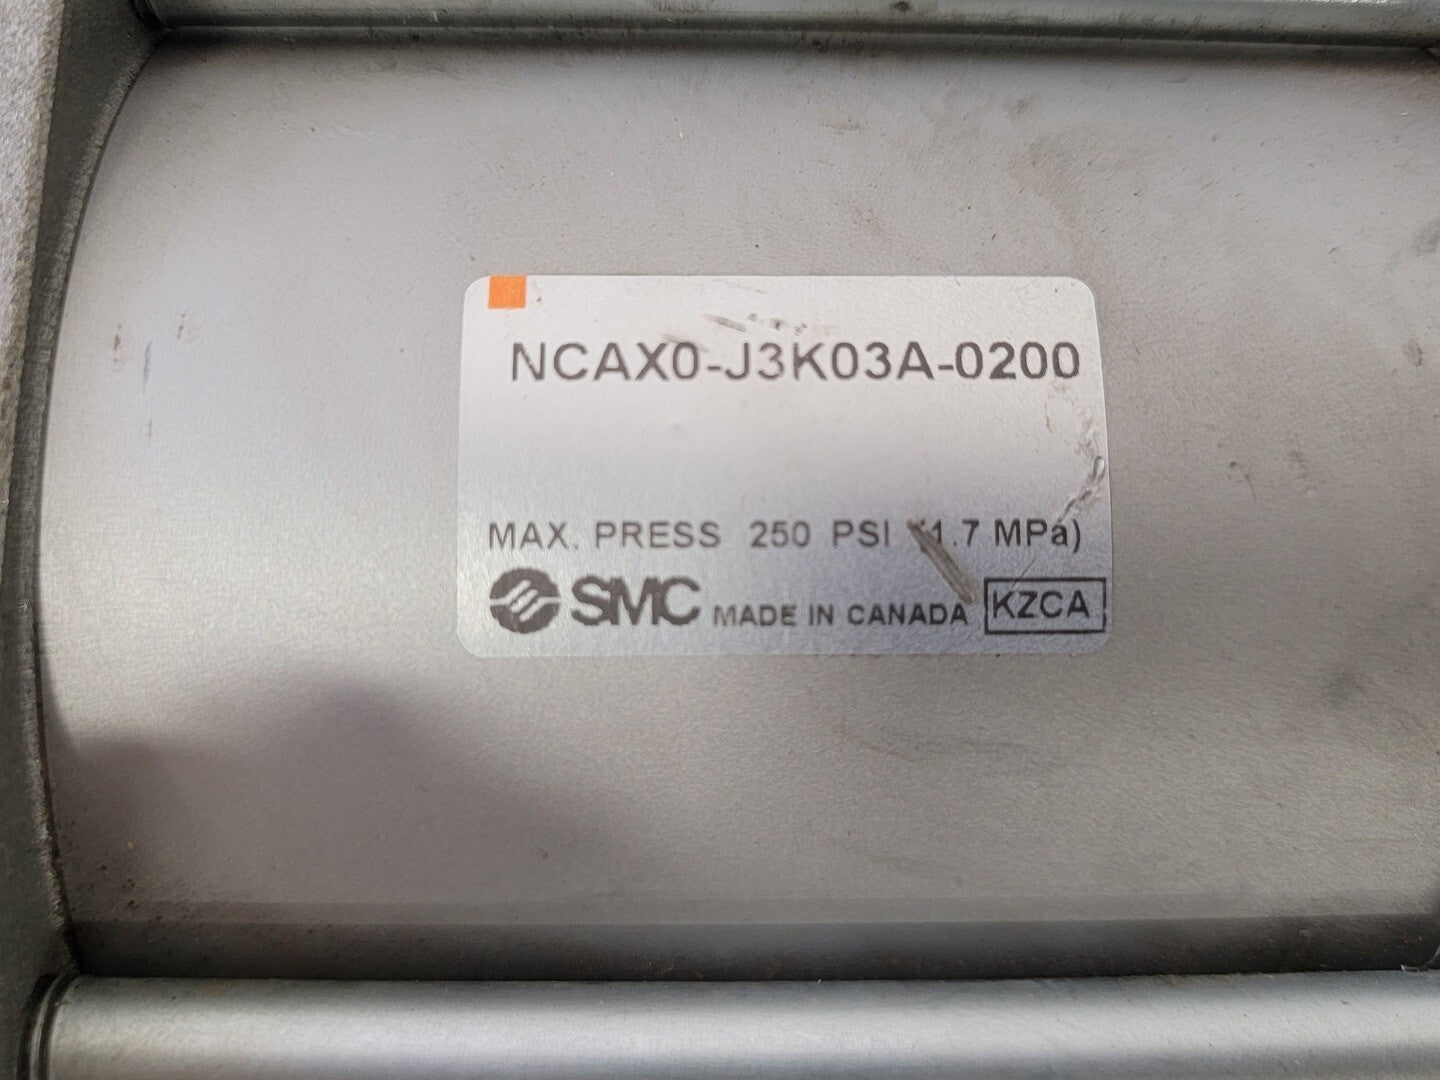 NCAX0-J3K03A-0200
MAX. PRESS 250 PSI (1.7 MPa)
SMC MADE IN CANADA KZCA